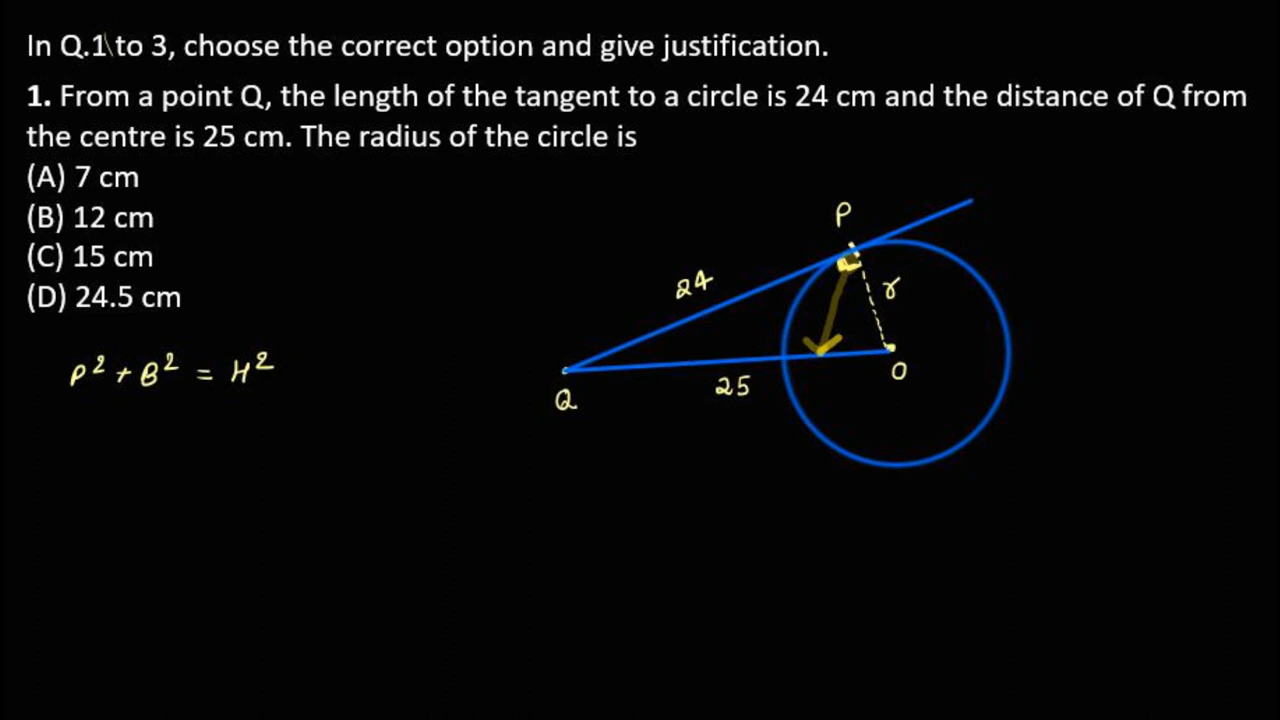 In Q.1 to 3, choose the correct option and give justification.
1. From a point Q, the length of the tangent to a circle is 24 cm and the distance of Q from
the centre is 25 cm. The radius of the circle is
(A) 7 cm
(B) 12 cm
(C) 15 cm
(D) 24.5 cm
P
24
r
25
O
Q
P² + B² = H²